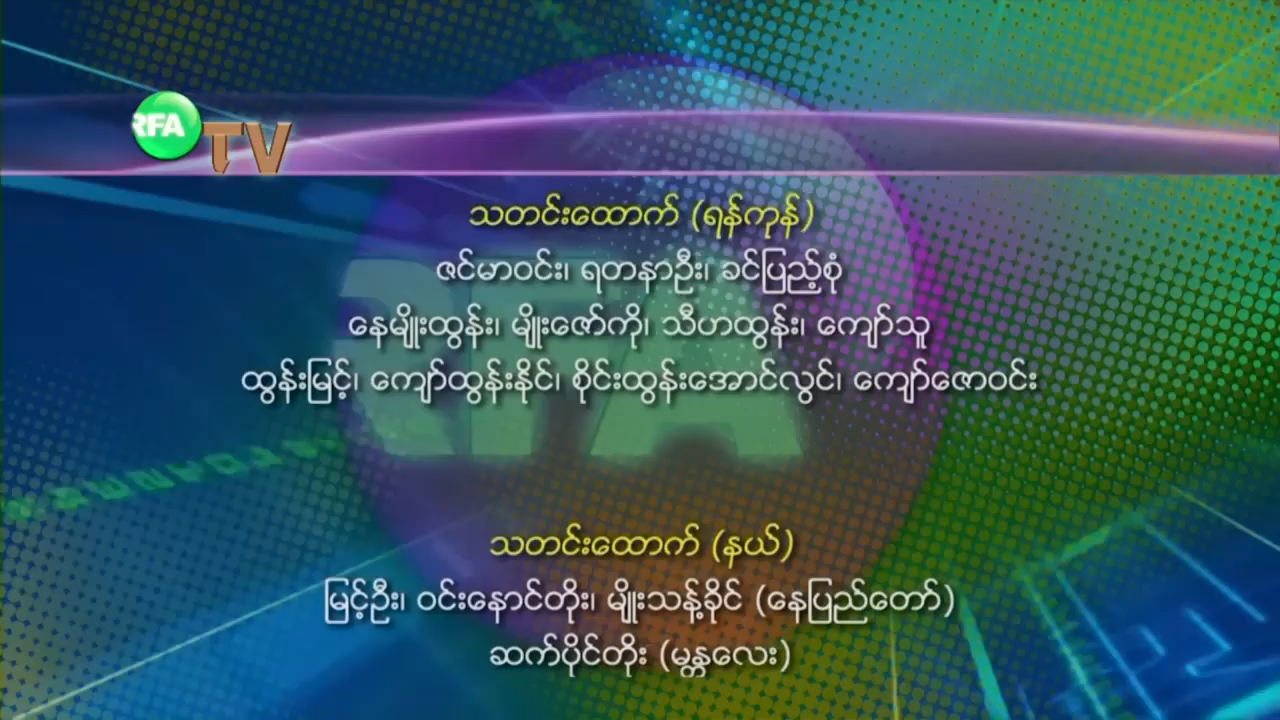 RFA TV
သတင်းထောက် (ရန်ကုန်)
ဇင်မာဝင်း၊ ရတနာဦး၊ ခင်ပြည့်စုံ
နေမျိုးထွန်း၊ မျိုးဇော်ကို၊ သီဟထွန်း၊ ကျော်သူ
ထွန်းမြင့်၊ ကျော်ထွန်းနိုင်၊ စိုင်းထွန်းအောင်လွင်၊ ကျော်ဇောဝင်း
RFA
သတင်းထောက် (နယ်)
မြင့်ဦး၊ ဝင်းနောင်တိုး၊ မျိုးသန့်ခိုင် (နေပြည်တော်)
ဆက်ပိုင်တိုး (မန္တလေး)